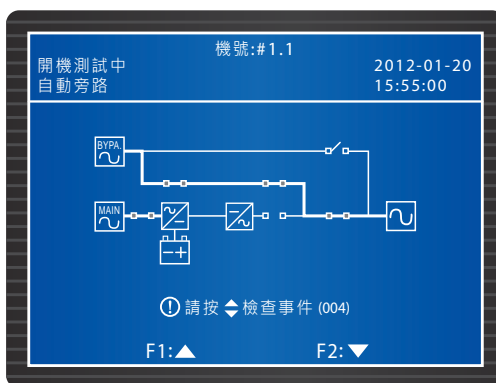 機號:#1.1
開機測試中
自動旁路
2012-01-20
15:55:00
BYPA.
MAIN
請按檢查事件 (004)
F1:
F2: